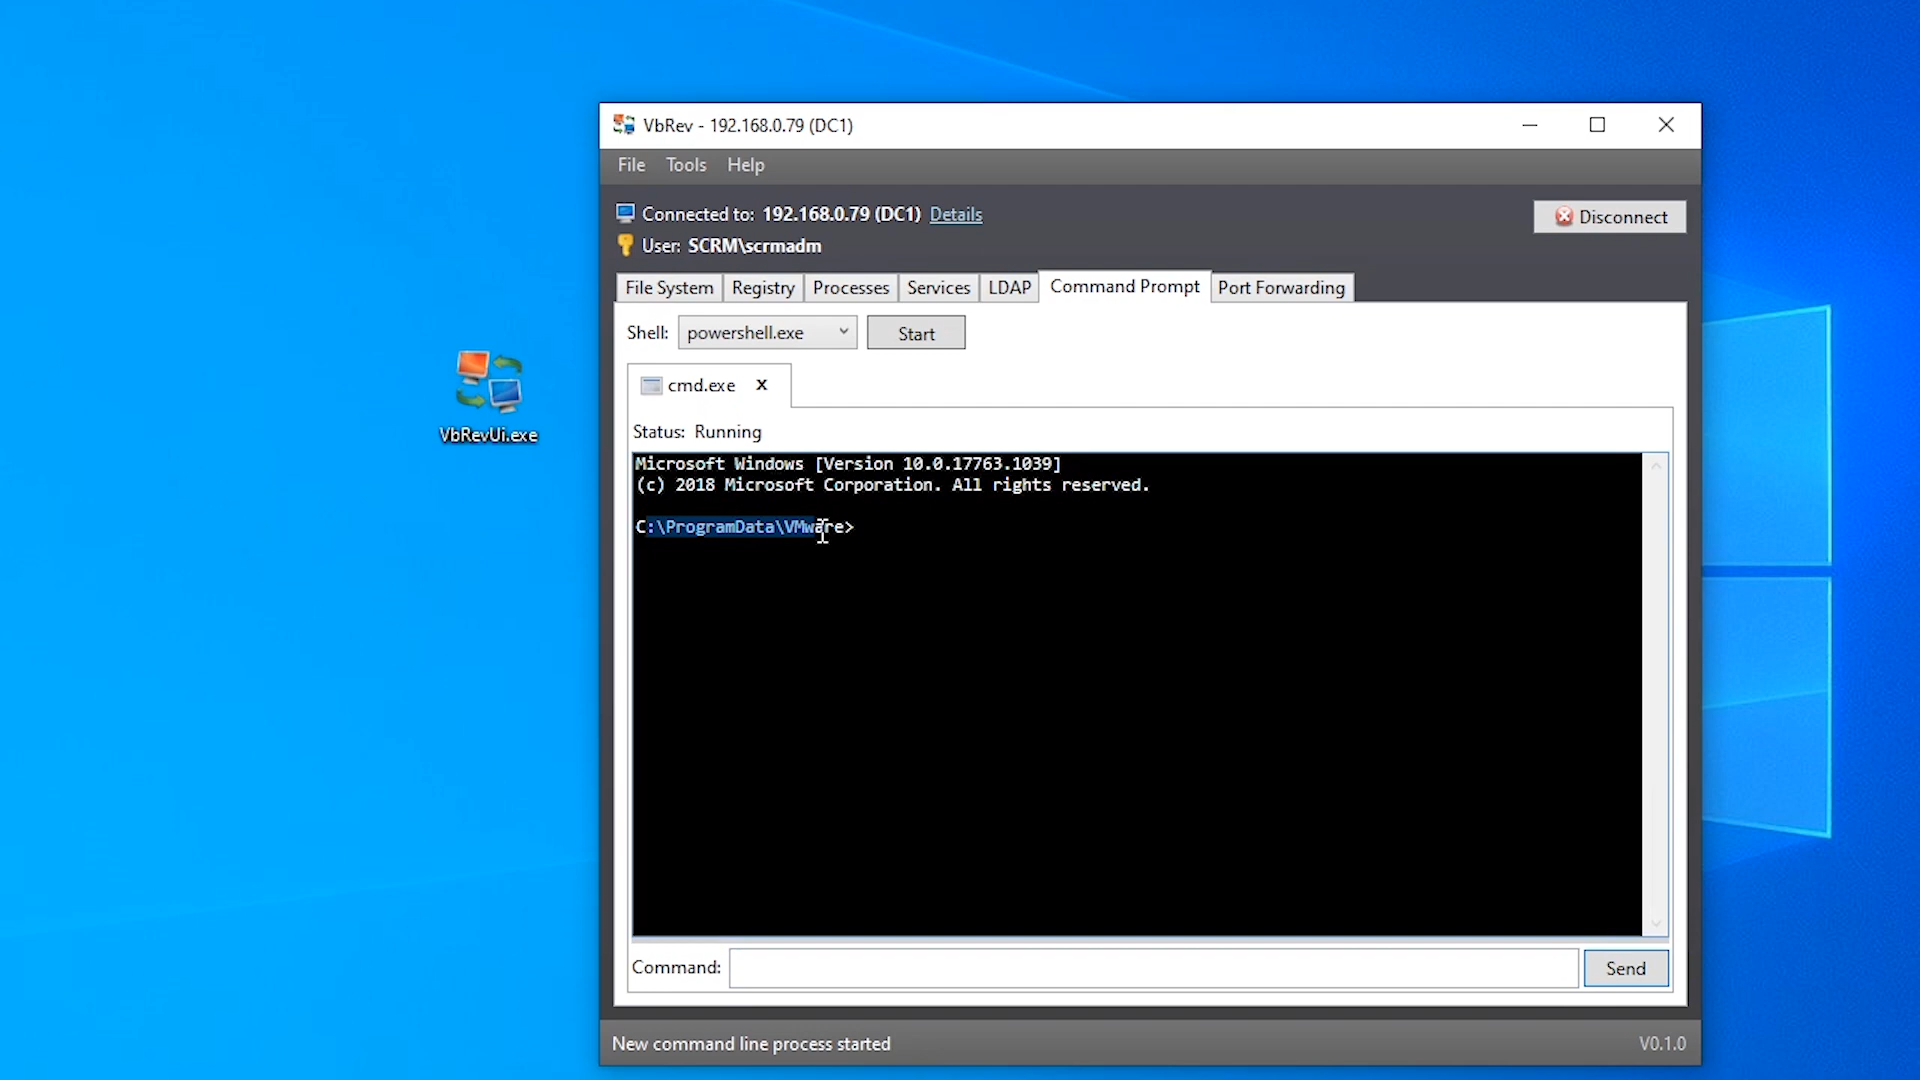 VbRev - 192.168.0.79 (DC1)
File Tools Help
Connected to: 192.168.0.79 (DC1) Details
Disconnect
User: SCRM\scrmadm
File System Registry Processes Services LDAP Command Prompt Port Forwarding
Shell: powershell.exe Start
VbRevUi.exe
cmd.exe x
Status: Running
Microsoft Windows [Version 10.0.17763.1039]
(c) 2018 Microsoft Corporation. All rights reserved.
C:\ProgramData\VMware>
Command: Send
New command line process started V0.1.0